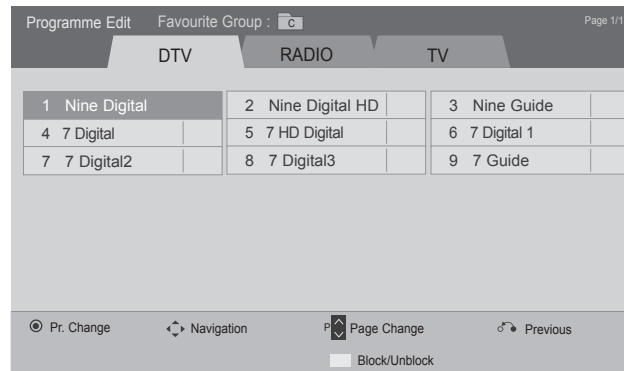 Programme Edit Favourite Group : C Page 1/1
DTV RADIO TV
1 Nine Digital 2 Nine Digital HD 3 Nine Guide
4 7 Digital 5 7 HD Digital 6 7 Digital 1
7 7 Digital2 8 7 Digital3 9 7 Guide
Pr. Change Navigation P Page Change Previous
Block/Unblock